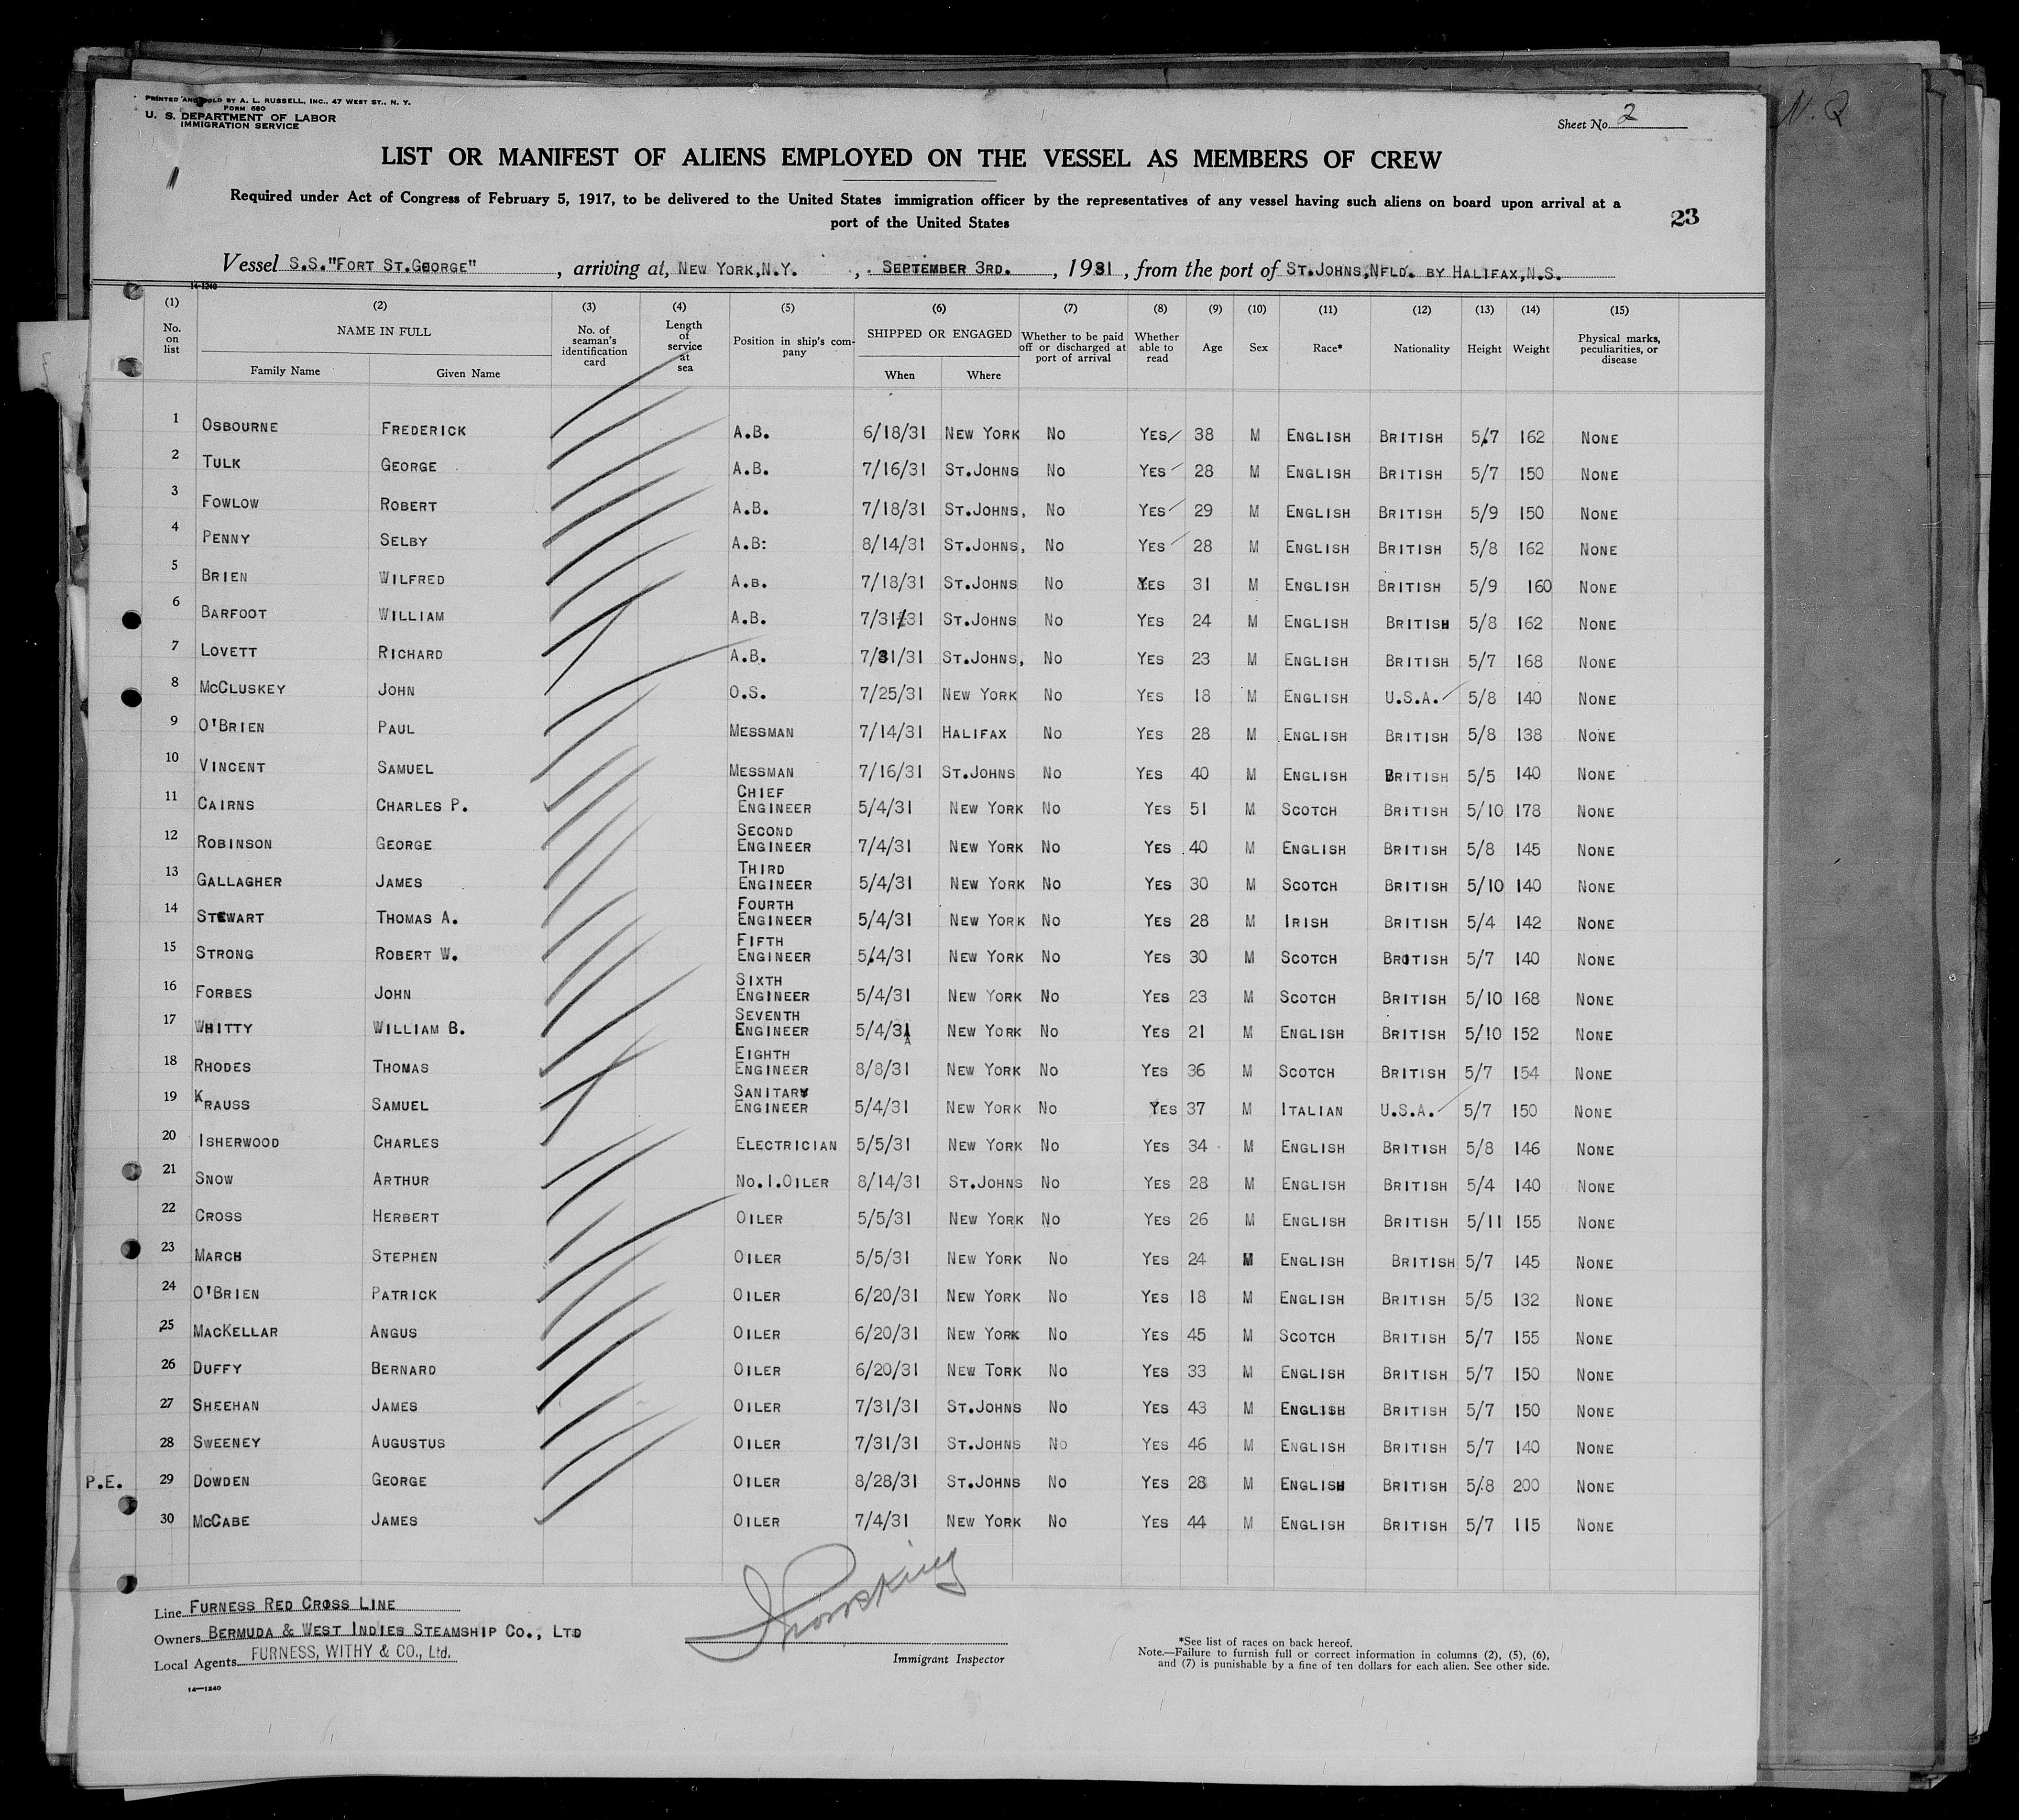 PRINTED AND SOLD BY A. L. RUSSELL, INC., 47 WEST ST., N. Y.
FORM 680
U. S. DEPARTMENT OF LABOR
IMMIGRATION SERVICE
Sheet No. 2
N.Q
LIST OR MANIFEST OF ALIENS EMPLOYED ON THE VESSEL AS MEMBERS OF CREW
Required under Act of Congress of February 5, 1917, to be delivered to the United States immigration officer by the representatives of any vessel having such aliens on board upon arrival at a
port of the United States
23
Vessel S.S."FORT ST.GEORGE", arriving at, NEW YORK,N.Y., SEPTEMBER 3RD., 1931, from the port of ST.JOHNS,NFLD. BY HALIFAX,N.S.
14-1240
(1) (2) (3) (4) (5) (6) (7) (8) (9) (10) (11) (12) (13) (14) (15)
No. on list NAME IN FULL Family Name Given Name No. of seaman's identification card Length of service at sea Position in ship's company SHIPPED OR ENGAGED When Where Whether to be paid off or discharged at port of arrival Whether able to read Age Sex Race* Nationality Height Weight Physical marks, peculiarities, or disease
1 OSBOURNE FREDERICK A.B. 6/18/31 NEW YORK NO YES 38 M ENGLISH BRITISH 5/7 162 NONE
2 TULK GEORGE A.B. 7/16/31 ST.JOHNS NO YES 28 M ENGLISH BRITISH 5/7 150 NONE
3 FOWLOW ROBERT A.B. 7/18/31 ST.JOHNS, NO YES 29 M ENGLISH BRITISH 5/9 150 NONE
4 PENNY SELBY A.B: 8/14/31 ST.JOHNS, NO YES 28 M ENGLISH BRITISH 5/8 162 NONE
5 BRIEN WILFRED A.B. 7/18/31 ST.JOHNS NO YES 31 M ENGLISH BRITISH 5/9 160 NONE
6 BARFOOT WILLIAM A.B. 7/31/31 ST.JOHNS NO YES 24 M ENGLISH BRITISH 5/8 162 NONE
7 LOVETT RICHARD A.B. 7/31/31 ST.JOHNS, NO YES 23 M ENGLISH BRITISH 5/7 168 NONE
8 MCCLUSKEY JOHN O.S. 7/25/31 NEW YORK NO YES 18 M ENGLISH U.S.A. 5/8 140 NONE
9 O'BRIEN PAUL MESSMAN 7/14/31 HALIFAX NO YES 28 M ENGLISH BRITISH 5/8 138 NONE
10 VINCENT SAMUEL MESSMAN 7/16/31 ST.JOHNS NO YES 40 M ENGLISH BRITISH 5/5 140 NONE
11 CAIRNS CHARLES P. CHIEF ENGINEER 5/4/31 NEW YORK NO YES 51 M SCOTCH BRITISH 5/10 178 NONE
12 ROBINSON GEORGE SECOND ENGINEER 7/4/31 NEW YORK NO YES 40 M ENGLISH BRITISH 5/8 145 NONE
13 GALLAGHER JAMES THIRD ENGINEER 5/4/31 NEW YORK NO YES 30 M SCOTCH BRITISH 5/10 140 NONE
14 STEWART THOMAS A. FOURTH ENGINEER 5/4/31 NEW YORK NO YES 28 M IRISH BRITISH 5/4 142 NONE
15 STRONG ROBERT W. FIFTH ENGINEER 5/4/31 NEW YORK NO YES 30 M SCOTCH BRITISH 5/7 140 NONE
16 FORBES JOHN SIXTH ENGINEER 5/4/31 NEW YORK NO YES 23 M SCOTCH BRITISH 5/10 168 NONE
17 WHITTY WILLIAM B. SEVENTH ENGINEER 5/4/31 NEW YORK NO YES 21 M ENGLISH BRITISH 5/10 152 NONE
18 RHODES THOMAS EIGHTH ENGINEER 8/8/31 NEW YORK NO YES 36 M SCOTCH BRITISH 5/7 154 NONE
19 KRAUSS SAMUEL SANITARY ENGINEER 5/4/31 NEW YORK NO YES 37 M ITALIAN U.S.A. 5/7 150 NONE
20 ISHERWOOD CHARLES ELECTRICIAN 5/5/31 NEW YORK NO YES 34 M ENGLISH BRITISH 5/8 146 NONE
21 SNOW ARTHUR NO.1.OILER 8/14/31 ST.JOHNS NO YES 28 M ENGLISH BRITISH 5/4 140 NONE
22 CROSS HERBERT OILER 5/5/31 NEW YORK NO YES 26 M ENGLISH BRITISH 5/11 155 NONE
23 MARCH STEPHEN OILER 5/5/31 NEW YORK NO YES 24 M ENGLISH BRITISH 5/7 145 NONE
24 O'BRIEN PATRICK OILER 6/20/31 NEW YORK NO YES 18 M ENGLISH BRITISH 5/5 132 NONE
25 MACKELLAR ANGUS OILER 6/20/31 NEW YORK NO YES 45 M SCOTCH BRITISH 5/7 155 NONE
26 DUFFY BERNARD OILER 6/20/31 NEW TORK NO YES 33 M ENGLISH BRITISH 5/7 150 NONE
27 SHEEHAN JAMES OILER 7/31/31 ST.JOHNS NO YES 43 M ENGLISH BRITISH 5/7 150 NONE
28 SWEENEY AUGUSTUS OILER 7/31/31 ST.JOHNS NO YES 46 M ENGLISH BRITISH 5/7 140 NONE
P.E. 29 DOWDEN GEORGE OILER 8/28/31 ST.JOHNS NO YES 28 M ENGLISH BRITISH 5/8 200 NONE
30 MCCABE JAMES OILER 7/4/31 NEW YORK NO YES 44 M ENGLISH BRITISH 5/7 115 NONE
Line FURNESS RED CROSS LINE
Owners BERMUDA & WEST INDIES STEAMSHIP CO., LTD
Local Agents FURNESS, WITHY & CO., Ltd.
14—1240
Immigrant Inspector
*See list of races on back hereof.
Note.—Failure to furnish full or correct information in columns (2), (5), (6),
and (7) is punishable by a fine of ten dollars for each alien. See other side.